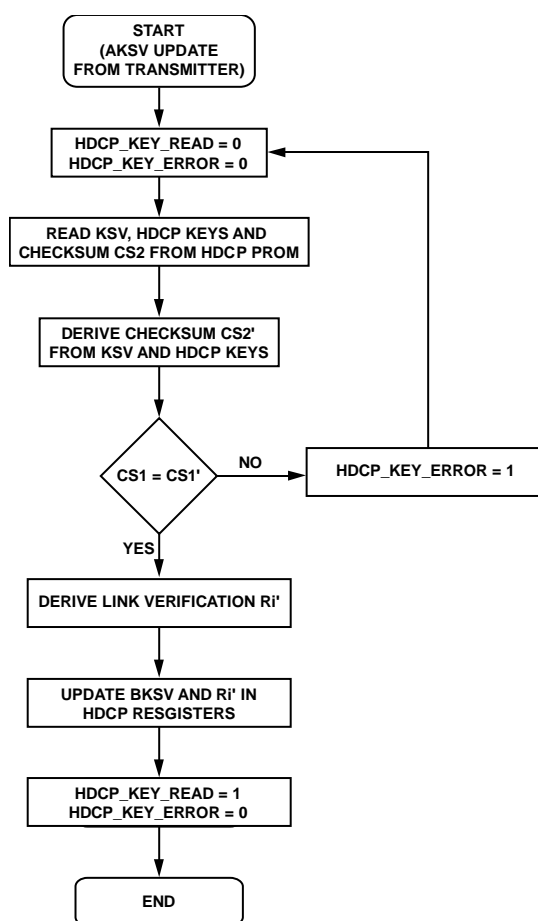 START
(AKSV UPDATE
FROM TRANSMITTER)
HDCP_KEY_READ = 0
HDCP_KEY_ERROR = 0
READ KSV, HDCP KEYS AND
CHECKSUM CS2 FROM HDCP PROM
DERIVE CHECKSUM CS2'
FROM KSV AND HDCP KEYS
CS1 = CS1'
NO
HDCP_KEY_ERROR = 1
YES
DERIVE LINK VERIFICATION Ri'
UPDATE BKSV AND Ri' IN
HDCP RESGISTERS
HDCP_KEY_READ = 1
HDCP_KEY_ERROR = 0
END